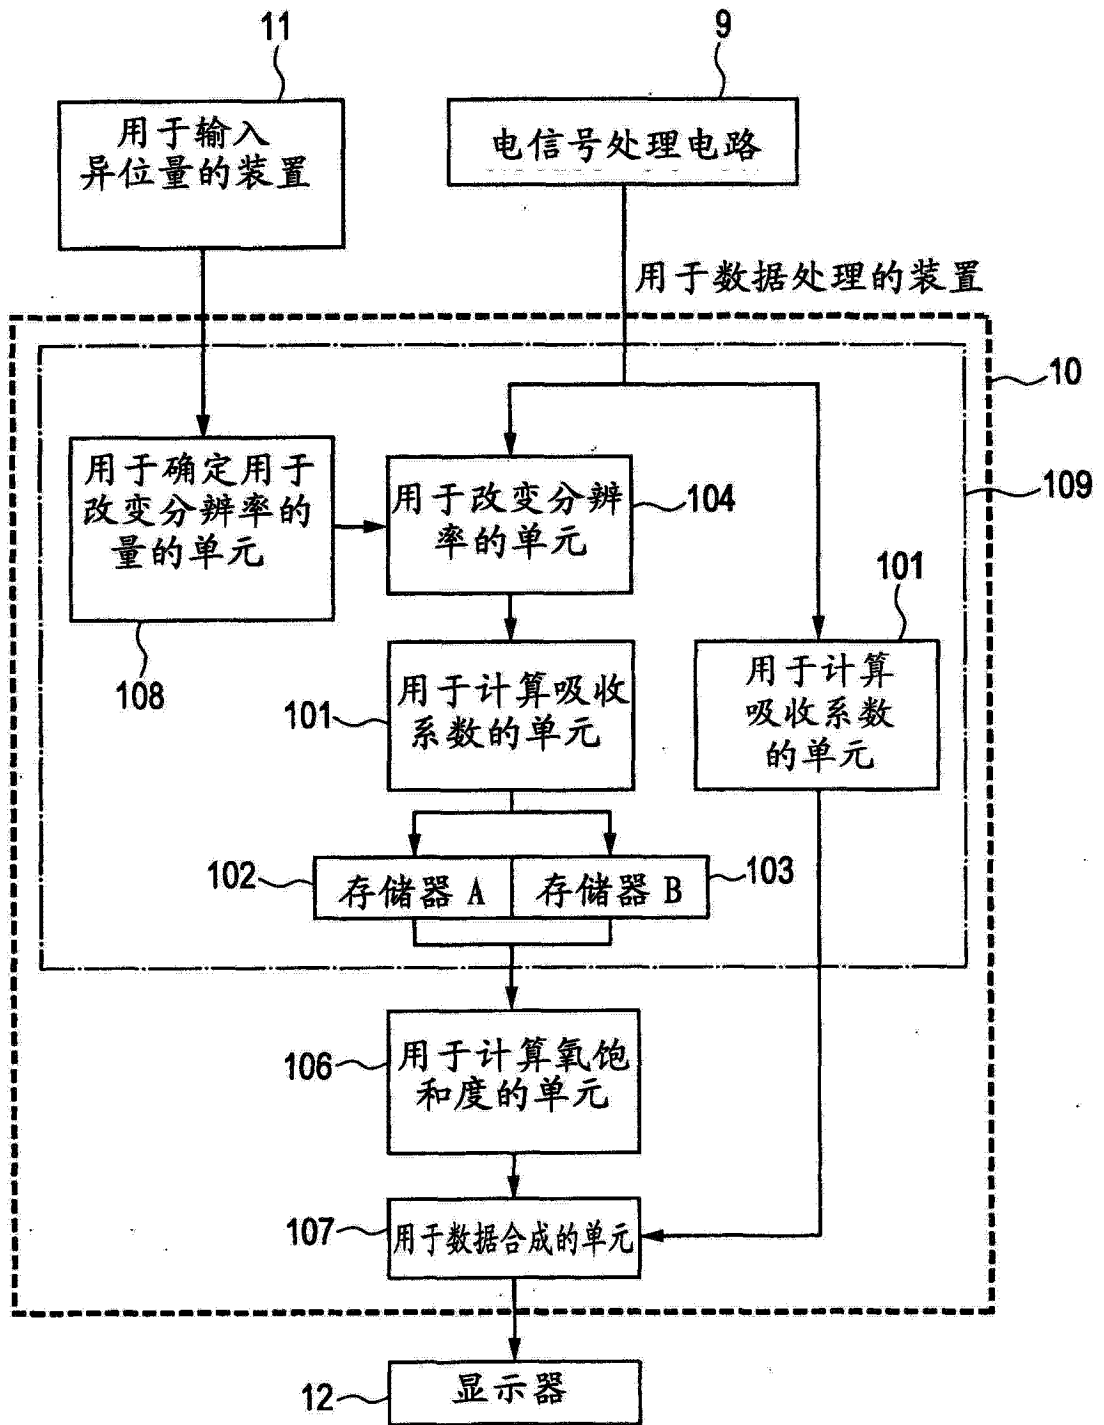 11
9
用于输入
异位量的装置
电信号处理电路
用于数据处理的装置
10
109
用于确定用于
改变分辨率的
量的单元
用于改变分辨
率的单元
104
108
101
用于计算吸收
系数的单元
101
用于计算
吸收系数
的单元
102
存储器 A
存储器 B
103
106
用于计算氧饱
和度的单元
107
用于数据合成的单元
12
显示器